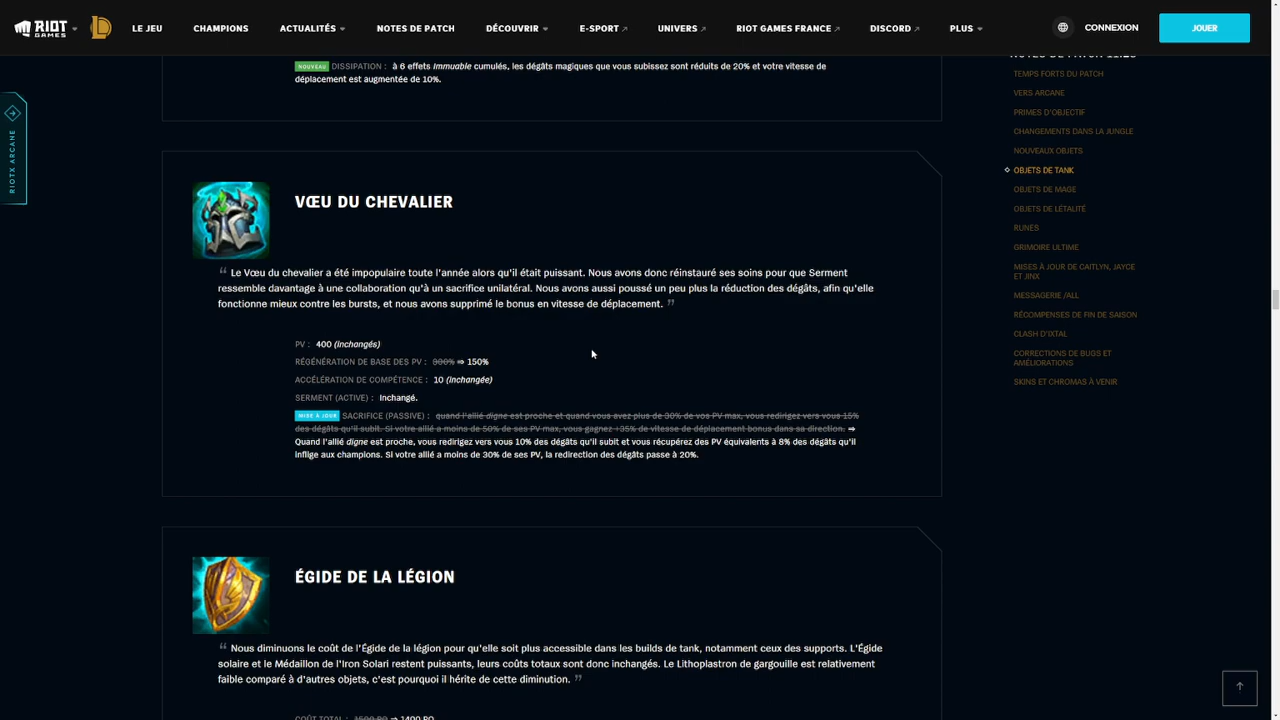 RIOT GAMES
LE JEU
CHAMPIONS
ACTUALITÉS
NOTES DE PATCH
DÉCOUVRIR
E-SPORT
UNIVERS
RIOT GAMES FRANCE
DISCORD
PLUS
CONNEXION
JOUER
RIOTX ARCANE
NOUVEAU DISSIPATION : à 6 effets Immuable cumulés, les dégâts magiques que vous subissez sont réduits de 20% et votre vitesse de
déplacement est augmentée de 10%.
VŒU DU CHEVALIER
“ Le Vœu du chevalier a été impopulaire toute l'année alors qu'il était puissant. Nous avons donc réinstauré ses soins pour que Serment
ressemble davantage à une collaboration qu'à un sacrifice unilatéral. Nous avons aussi poussé un peu plus la réduction des dégâts, afin qu'elle
fonctionne mieux contre les bursts, et nous avons supprimé le bonus en vitesse de déplacement. ”
PV : 400 (inchangés)
RÉGÉNÉRATION DE BASE DES PV : 300% ⇒ 150%
ACCÉLÉRATION DE COMPÉTENCE : 10 (inchangée)
SERMENT (ACTIVE) : inchangé.
MISE À JOUR SACRIFICE (PASSIVE) : quand l'allié digne est proche et quand vous avez plus de 30% de vos PV max, vous redirigez vers vous 15%
des dégâts qu'il subit. Si votre allié a moins de 50% de ses PV max, vous gagnez +35% de vitesse de déplacement bonus dans sa direction. ⇒
Quand l'allié digne est proche, vous redirigez vers vous 10% des dégâts qu'il subit et vous récupérez des PV équivalents à 8% des dégâts qu'il
inflige aux champions. Si votre allié a moins de 30% de ses PV, la redirection des dégâts passe à 20%.
ÉGIDE DE LA LÉGION
“ Nous diminuons le coût de l'Égide de la légion pour qu'elle soit plus accessible dans les builds de tank, notamment ceux des supports. L'Égide
solaire et le Médaillon de l'Iron Solari restent puissants, leurs coûts totaux sont donc inchangés. Le Lithoplastron de gargouille est relativement
faible comparé à d'autres objets, c'est pourquoi il hérite de cette diminution. ”
COÛT TOTAL : 1500 PO ⇒ 1400 PO
NOTES DE PATCH 11.23
TEMPS FORTS DU PATCH
VERS ARCANE
PRIMES D'OBJECTIF
CHANGEMENTS DANS LA JUNGLE
NOUVEAUX OBJETS
OBJETS DE TANK
OBJETS DE MAGE
OBJETS DE LÉTALITÉ
RUNES
GRIMOIRE ULTIME
MISES À JOUR DE CAITLYN, JAYCE
ET JINX
MESSAGERIE /ALL
RÉCOMPENSES DE FIN DE SAISON
CLASH D'IXTAL
CORRECTIONS DE BUGS ET
AMÉLIORATIONS
SKINS ET CHROMAS À VENIR